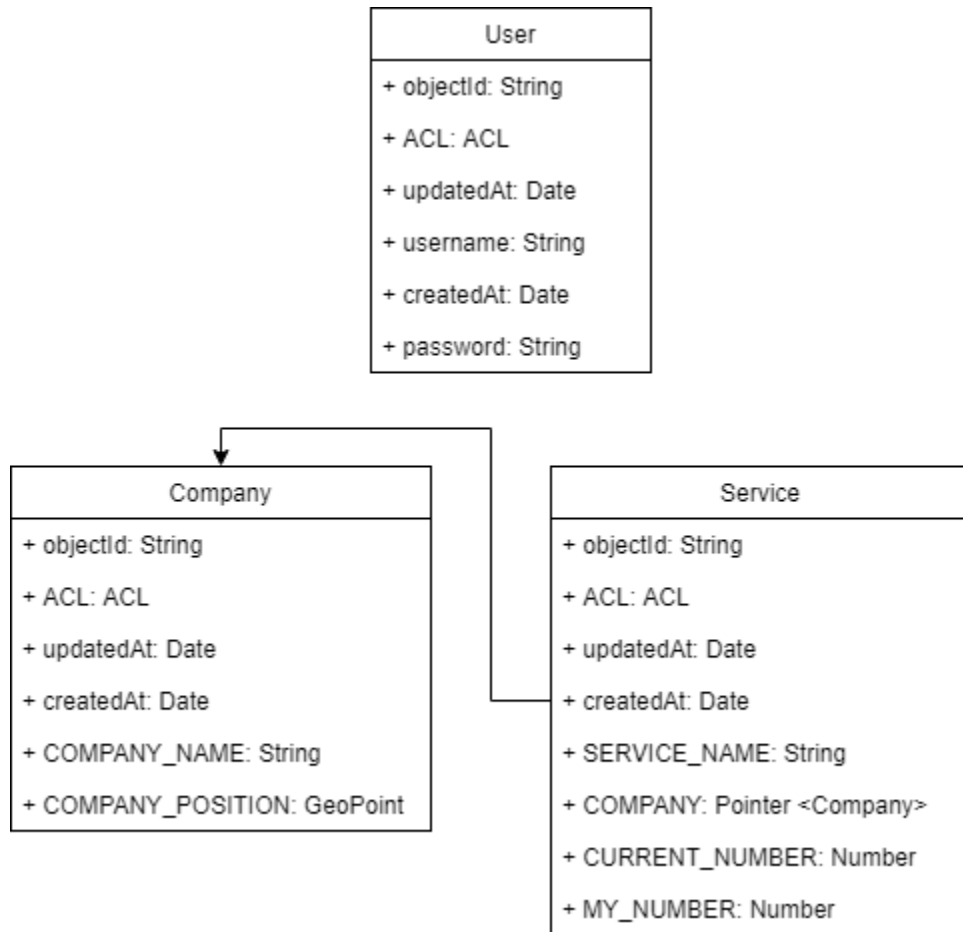 User
+ objectId: String
+ ACL: ACL
+ updatedAt: Date
+ username: String
+ createdAt: Date
+ password: String
Company
+ objectId: String
+ ACL: ACL
+ updatedAt: Date
+ createdAt: Date
+ COMPANY_NAME: String
+ COMPANY_POSITION: GeoPoint
Service
+ objectId: String
+ ACL: ACL
+ updatedAt: Date
+ createdAt: Date
+ SERVICE_NAME: String
+ COMPANY: Pointer <Company>
+ CURRENT_NUMBER: Number
+ MY_NUMBER: Number